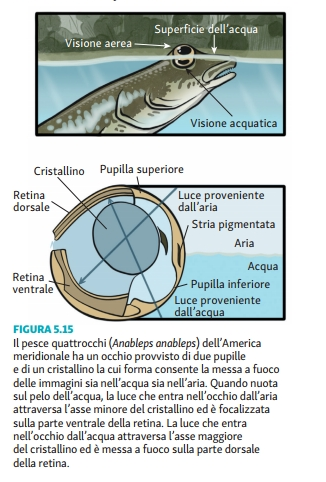 Superficie dell'acqua
Visione aerea
Visione acquatica
Cristallino
Pupilla superiore
Retina
dorsale
Luce proveniente
dall'aria
Stria pigmentata
Aria
Acqua
Retina
ventrale
Pupilla inferiore
Luce proveniente
dall'acqua
FIGURA 5.15
Il pesce quattrocchi (Anableps anableps) dell'America
meridionale ha un occhio provvisto di due pupille
e di un cristallino la cui forma consente la messa a fuoco
delle immagini sia nell'acqua sia nell'aria. Quando nuota
sul pelo dell'acqua, la luce che entra nell'occhio dall'aria
attraversa l'asse minore del cristallino ed è focalizzata
sulla parte ventrale della retina. La luce che entra
nell'occhio dall'acqua attraversa l'asse maggiore
del cristallino ed è messa a fuoco sulla parte dorsale
della retina.